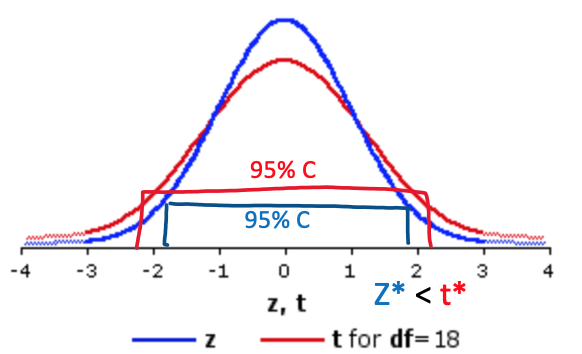 95% C
95% C
-4 -3 -2 -1 0 1 2 3 4
z, t
Z* < t*
z t for df= 18